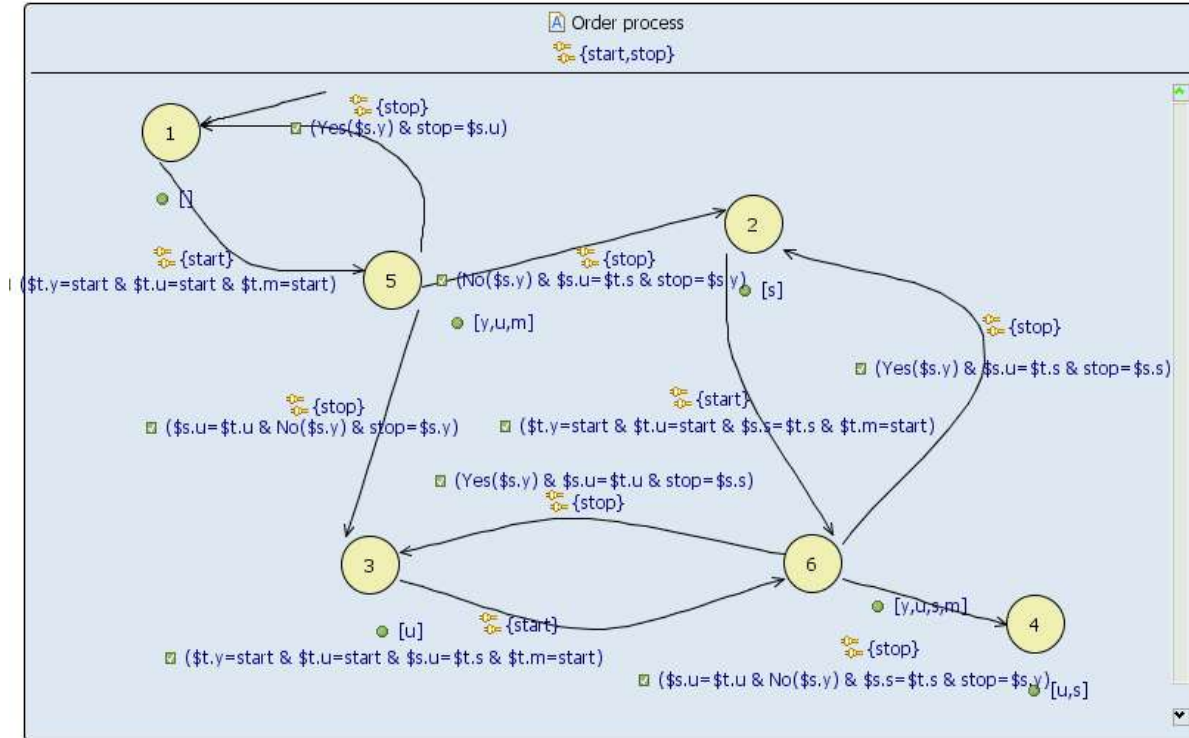 Order process
{start,stop}
{stop}
(Yes($s.y) & stop=$s.u)
1
[]
2
{start}
($t.y=start & $t.u=start & $t.m=start)
5
{stop}
(No($s.y) & $s.u=$t.s & stop=$s.y)
[s]
[y,u,m]
{stop}
(Yes($s.y) & $s.u=$t.s & stop=$s.s)
{stop}
($s.u=$t.u & No($s.y) & stop=$s.y)
{start}
($t.y=start & $t.u=start & $s.s=$t.s & $t.m=start)
(Yes($s.y) & $s.u=$t.u & stop=$s.s)
{stop}
3
6
[y,u,s,m]
[u]
{start}
4
($t.y=start & $t.u=start & $s.u=$t.s & $t.m=start)
{stop}
($s.u=$t.u & No($s.y) & $s.s=$t.s & stop=$s.y)
[u,s]